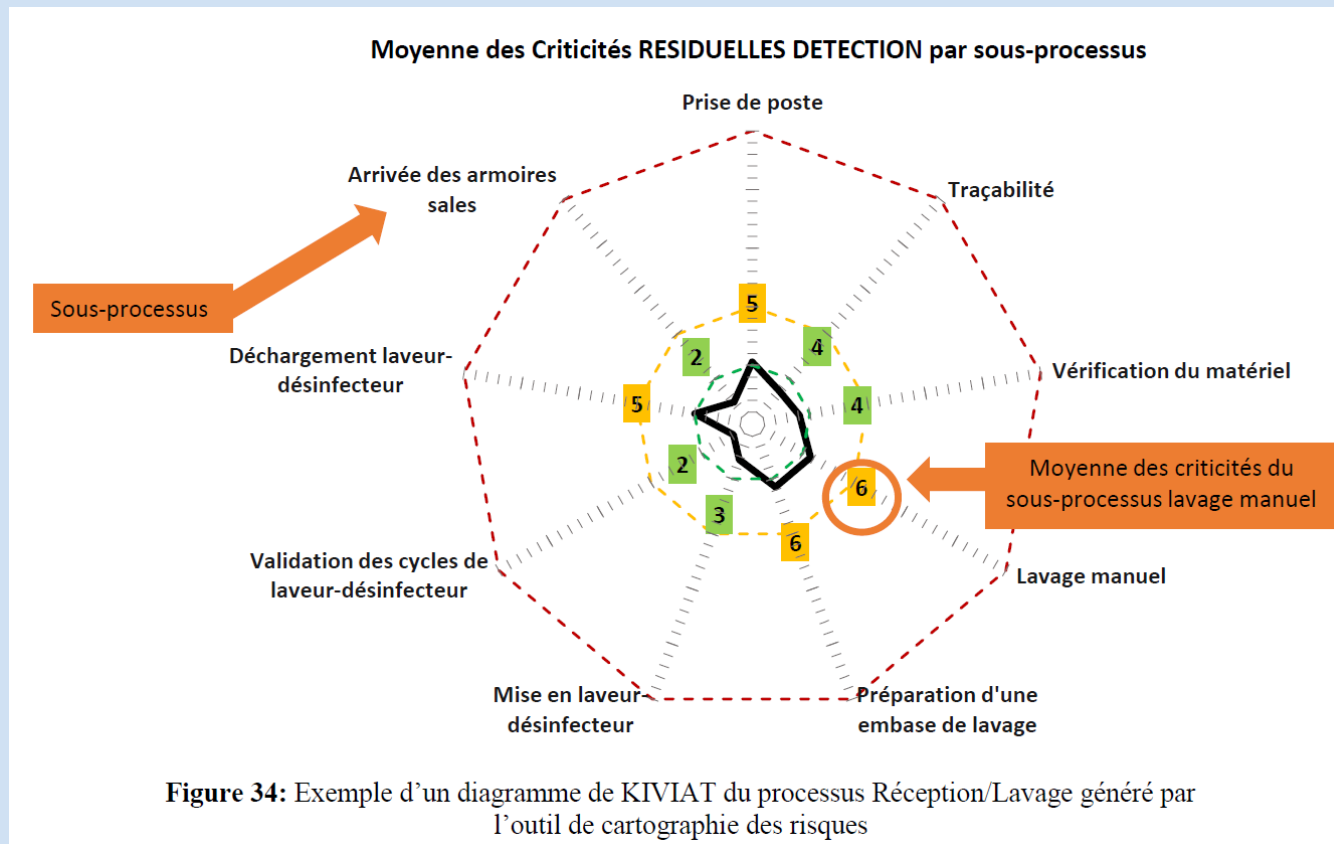 Moyenne des Criticités RESIDUELLES DETECTION par sous-processus
Prise de poste
Arrivée des armoires
sales
Traçabilité
Sous-processus
5
2
4
Déchargement laveur-
désinfecteur
Vérification du matériel
5
4
2
6
Moyenne des criticités du
sous-processus lavage manuel
3
6
Validation des cycles de
laveur-désinfecteur
Lavage manuel
Mise en laveur-
désinfecteur
Préparation d'une
embase de lavage
Figure 34: Exemple d’un diagramme de KIVIAT du processus Réception/Lavage généré par
l’outil de cartographie des risques